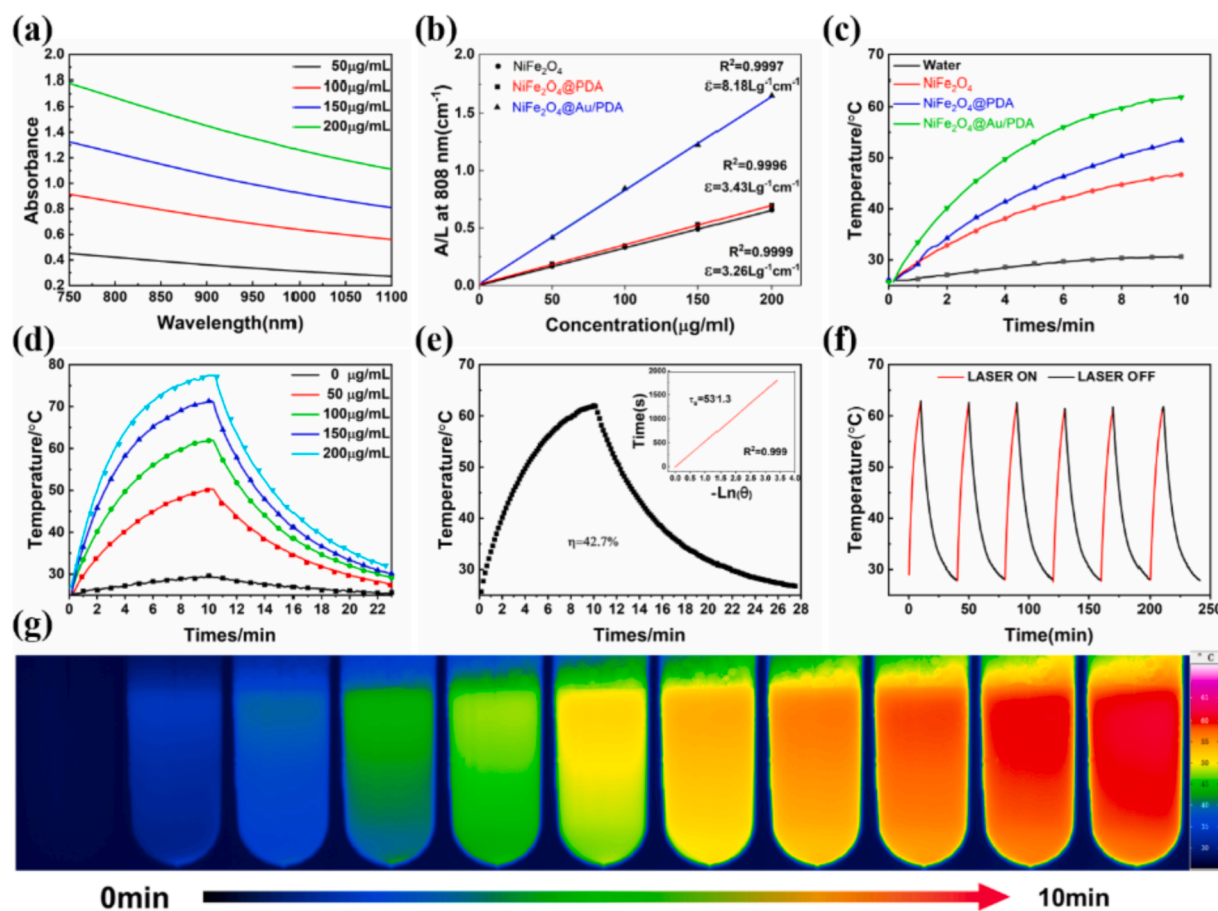 (a)
2.0
1.8
1.6
1.4
1.2
1.0
0.8
0.6
0.4
0.2
Absorbance
50μg/mL
100μg/mL
150μg/mL
200μg/mL
750 800 850 900 950 1000 1050 1100
Wavelength(nm)
(b)
2.0
1.5
1.0
0.5
0.0
A/L at 808 nm(cm⁻¹)
NiFe₂O₄
NiFe₂O₄@PDA
NiFe₂O₄@Au/PDA
R²=0.9997
ε=8.18Lg⁻¹cm⁻¹
R²=0.9996
ε=3.43Lg⁻¹cm⁻¹
R²=0.9999
ε=3.26Lg⁻¹cm⁻¹
0 50 100 150 200
Concentration(μg/ml)
(c)
70
60
50
40
30
Temperature/°C
Water
NiFe₂O₄
NiFe₂O₄@PDA
NiFe₂O₄@Au/PDA
0 2 4 6 8 10
Times/min
(d)
80
70
60
50
40
30
Temperature/°C
0 μg/mL
50 μg/mL
100μg/mL
150μg/mL
200μg/mL
0 2 4 6 8 10 12 14 16 18 20 22
Times/min
(e)
70
60
50
40
30
Temperature/°C
2000
1500
1000
500
0
Time(s)
τₛ=531.3
R²=0.999
0.0 0.5 1.0 1.5 2.0 2.5 3.0 3.5 4.0
-Ln(θ)
η=42.7%
0 2 4 6 8 10 12 14 16 18 20 22 24 26 28
Times/min
(f)
70
60
50
40
30
Temperature(°C)
LASER ON LASER OFF
0 50 100 150 200 250
Time(min)
(g)
°C
65
60
55
50
45
40
35
30
0min 10min